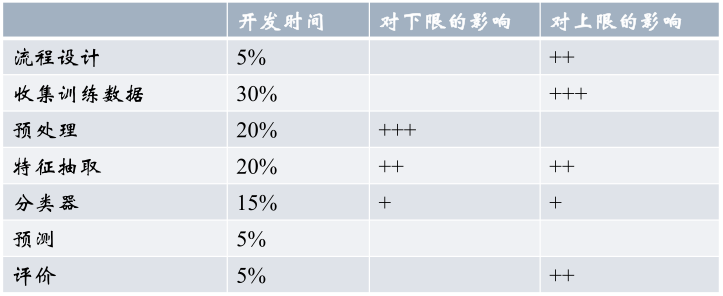 开发时间 对下限的影响 对上限的影响
流程设计 5% ++
收集训练数据 30% +++
预处理 20% +++
特征抽取 20% ++ ++
分类器 15% + +
预测 5%
评价 5% ++